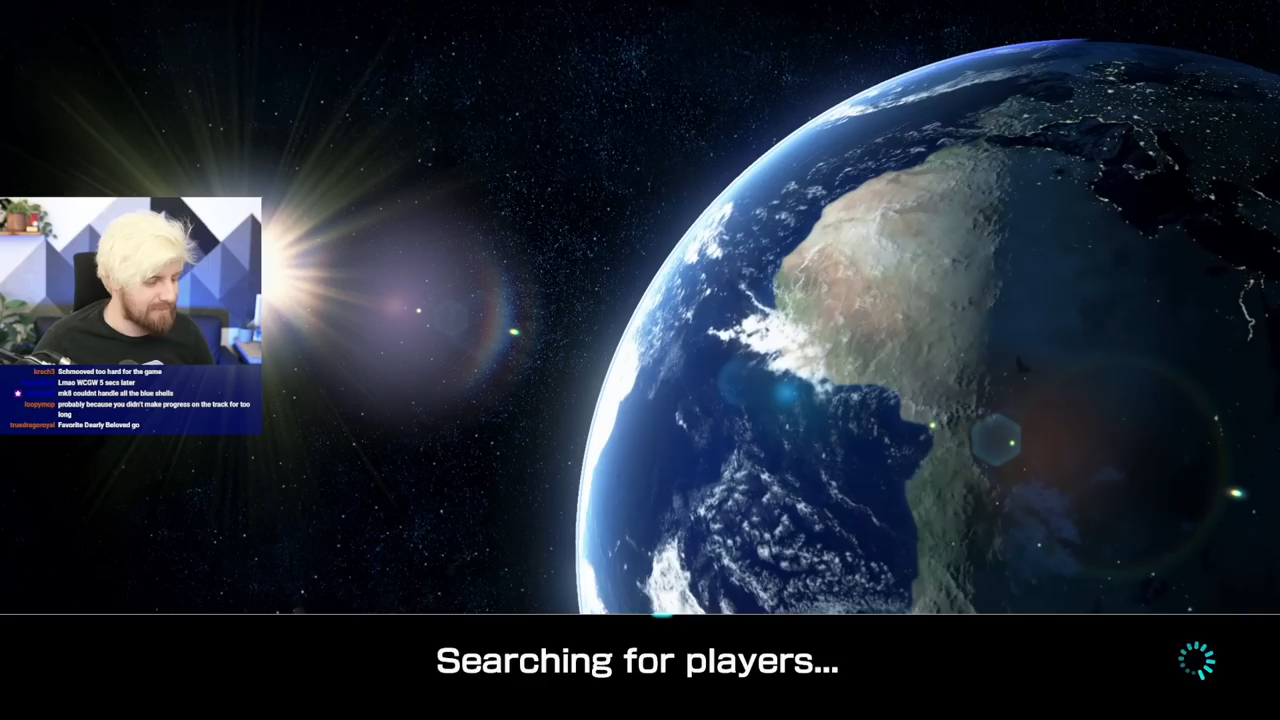 krach3 Schmooved too hard for the game
Lmao WCGW 5 secs later
mk8 couldnt handle all the blue shells
loopymop probably because you didn't make progress on the track for too
long
truedragsroyal Favorite Dearly Beloved go
Searching for players...